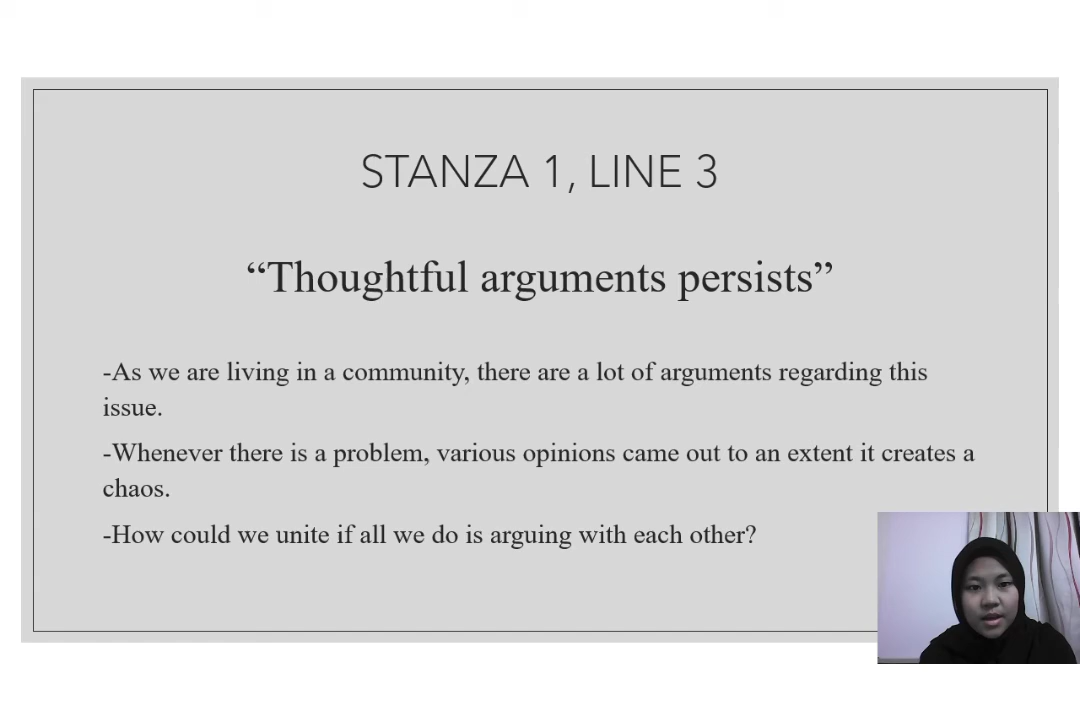 STANZA 1, LINE 3
“Thoughtful arguments persists”
-As we are living in a community, there are a lot of arguments regarding this
issue.
-Whenever there is a problem, various opinions came out to an extent it creates a
chaos.
-How could we unite if all we do is arguing with each other?